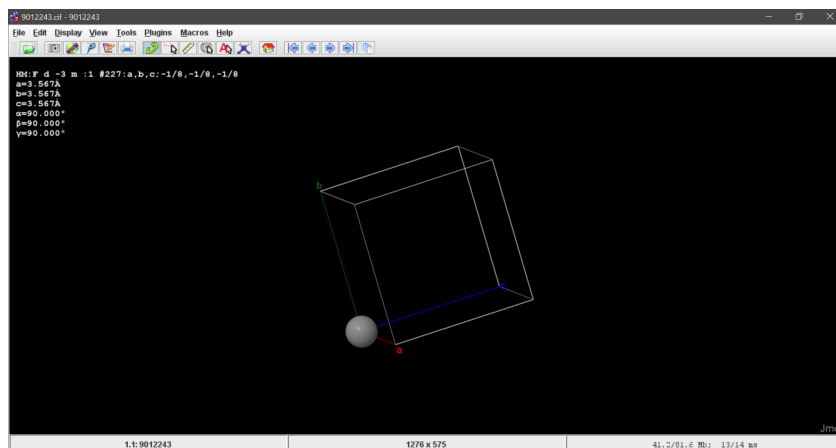 9012243.cif - 9012243
File Edit Display View Tools Plugins Macros Help
HM:F d -3 m :1 #227:a,b,c;-1/8,-1/8,-1/8
a=3.567Å
b=3.567Å
c=3.567Å
α=90.000°
β=90.000°
γ=90.000°
b
c
a
Jm
1.1: 9012243
1276 x 575
41.2/81.6 Mb; 13/14 ms